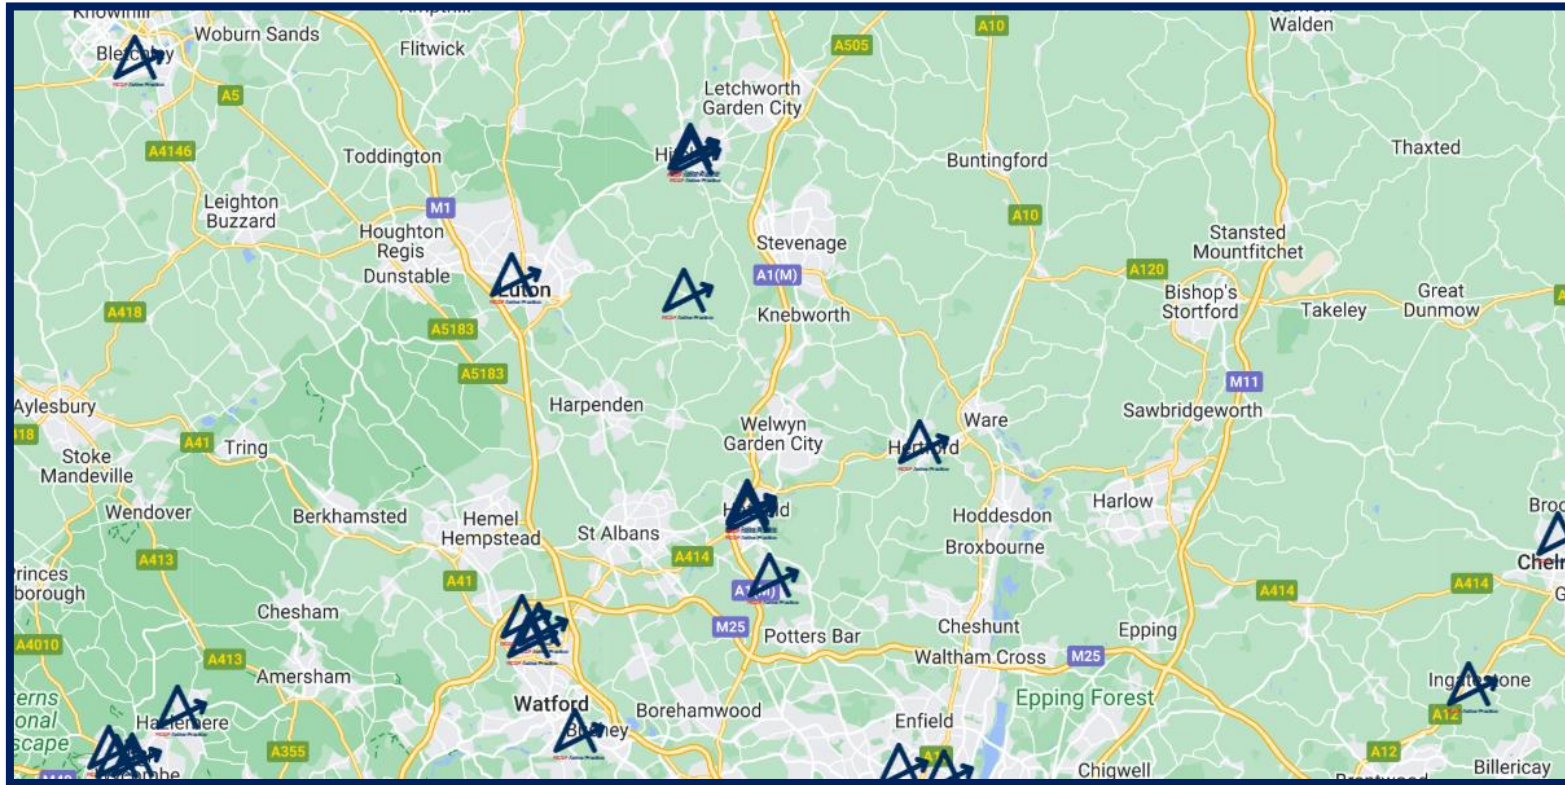 Woburn Sands
Flitwick
A505
A10
Walden
A5
Letchworth
Garden City
A4146
Toddington
Buntingford
Thaxted
Leighton
Buzzard
M1
A10
Houghton
Regis
Dunstable
Stevenage
Stansted
Mountfitchet
A1(M)
A120
Bishop's
Stortford
Takeley
Great
Dunmow
A418
Knebworth
A5183
A5183
M11
Aylesbury
Harpenden
Sawbridgeworth
Ware
Welwyn
Garden City
A41
Tring
Stoke
Mandeville
Wendover
Berkhamsted
Hemel
Hempstead
St Albans
Harlow
Hoddesdon
Broxbourne
A413
A414
A41
A414
A414
Chesham
M25
Potters Bar
Cheshunt
Epping
A4010
A413
Waltham Cross
M25
Amersham
Epping Forest
Watford
Borehamwood
Enfield
A12
A355
A12
Chigwell
Billericay